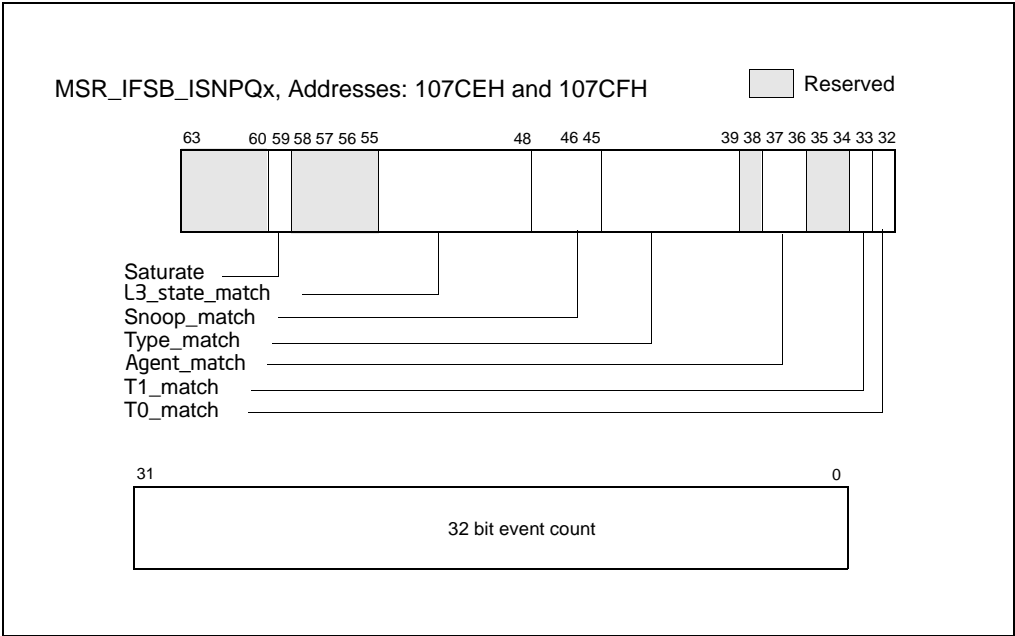 MSR_IFSB_ISNPQx, Addresses: 107CEH and 107CFH
Reserved
63 60 59 58 57 56 55 48 46 45 39 38 37 36 35 34 33 32
Saturate
L3_state_match
Snoop_match
Type_match
Agent_match
T1_match
T0_match
31 0
32 bit event count